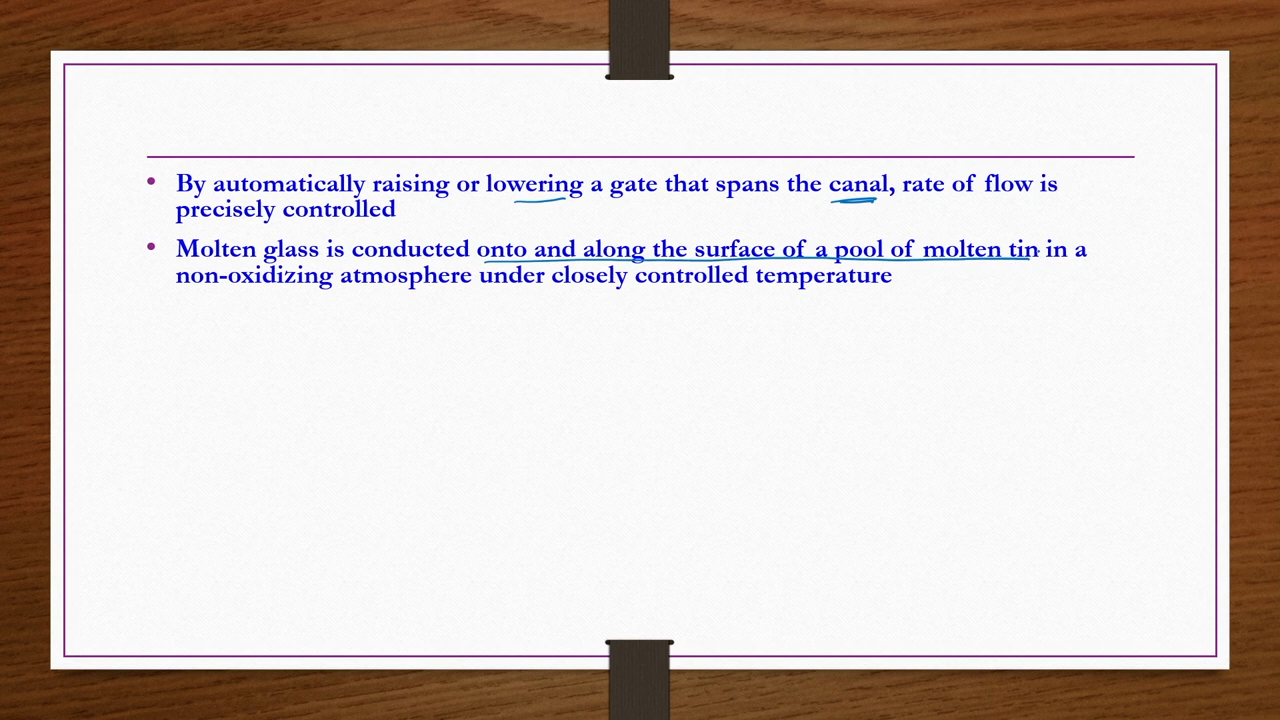 • By automatically raising or lowering a gate that spans the canal, rate of flow is
precisely controlled
• Molten glass is conducted onto and along the surface of a pool of molten tin in a
non-oxidizing atmosphere under closely controlled temperature